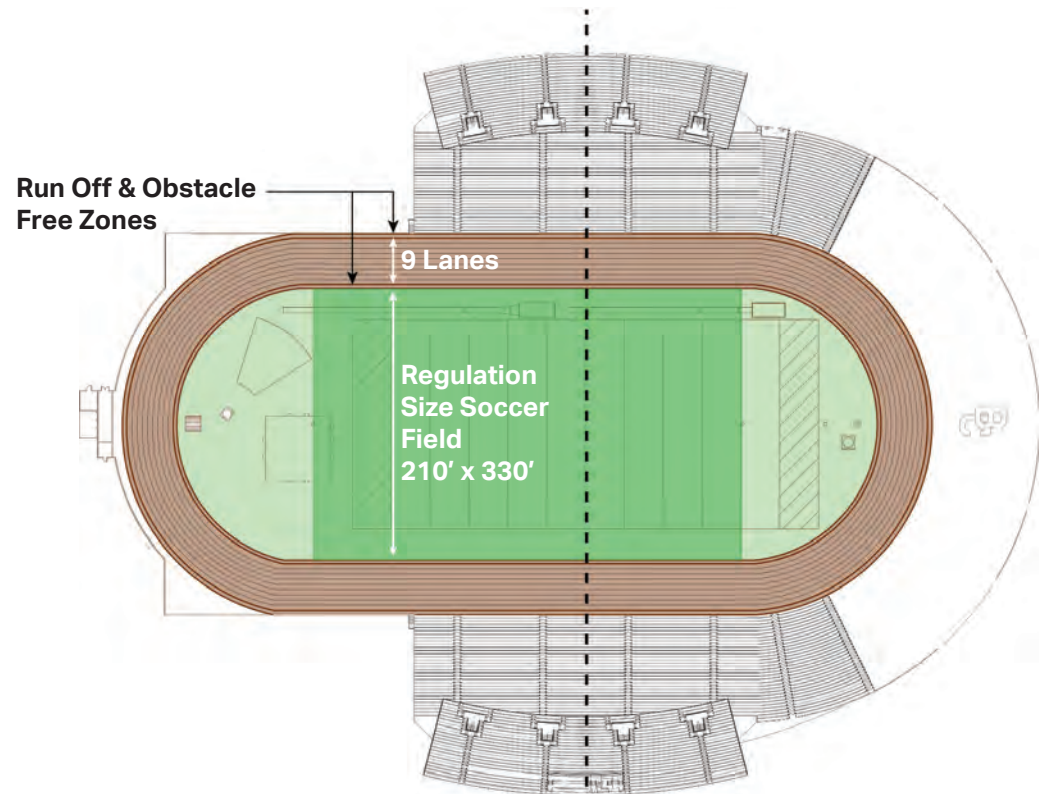 Run Off & Obstacle
Free Zones
9 Lanes
Regulation
Size Soccer
Field
210′ x 330′